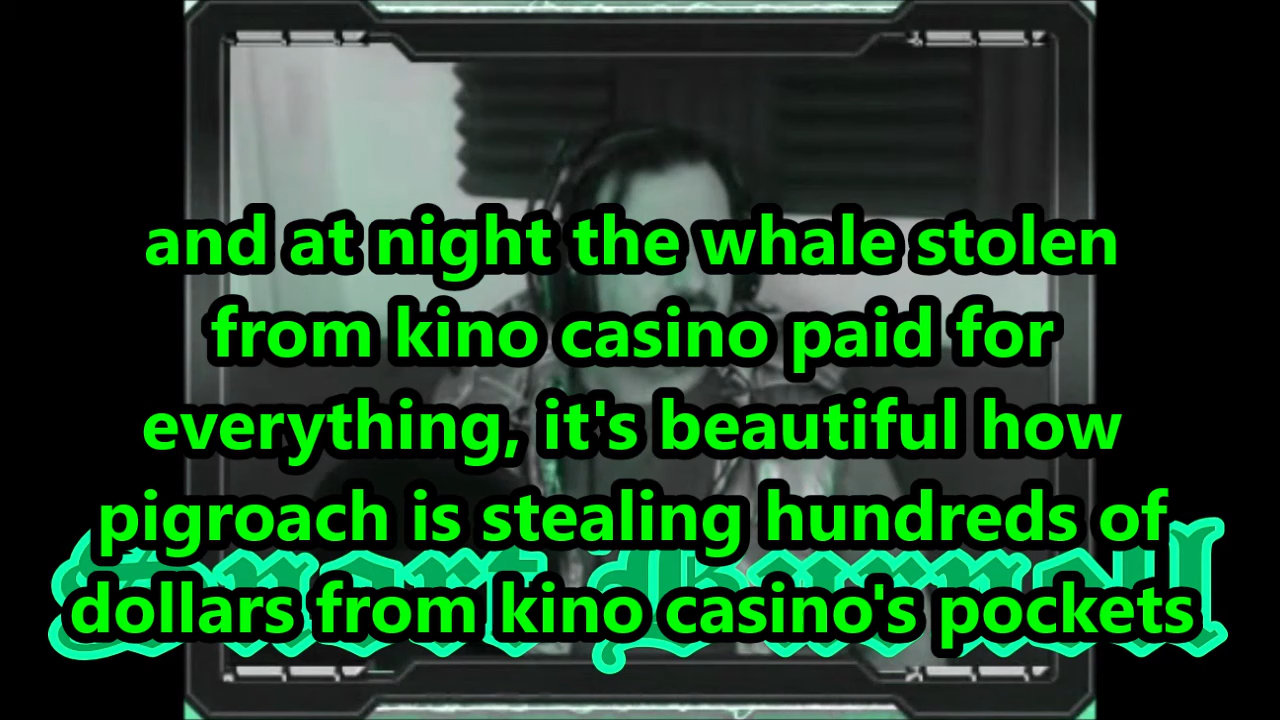 and at night the whale stolen
from kino casino paid for
everything, it's beautiful how
pigroach is stealing hundreds of
dollars from kino casino's pockets